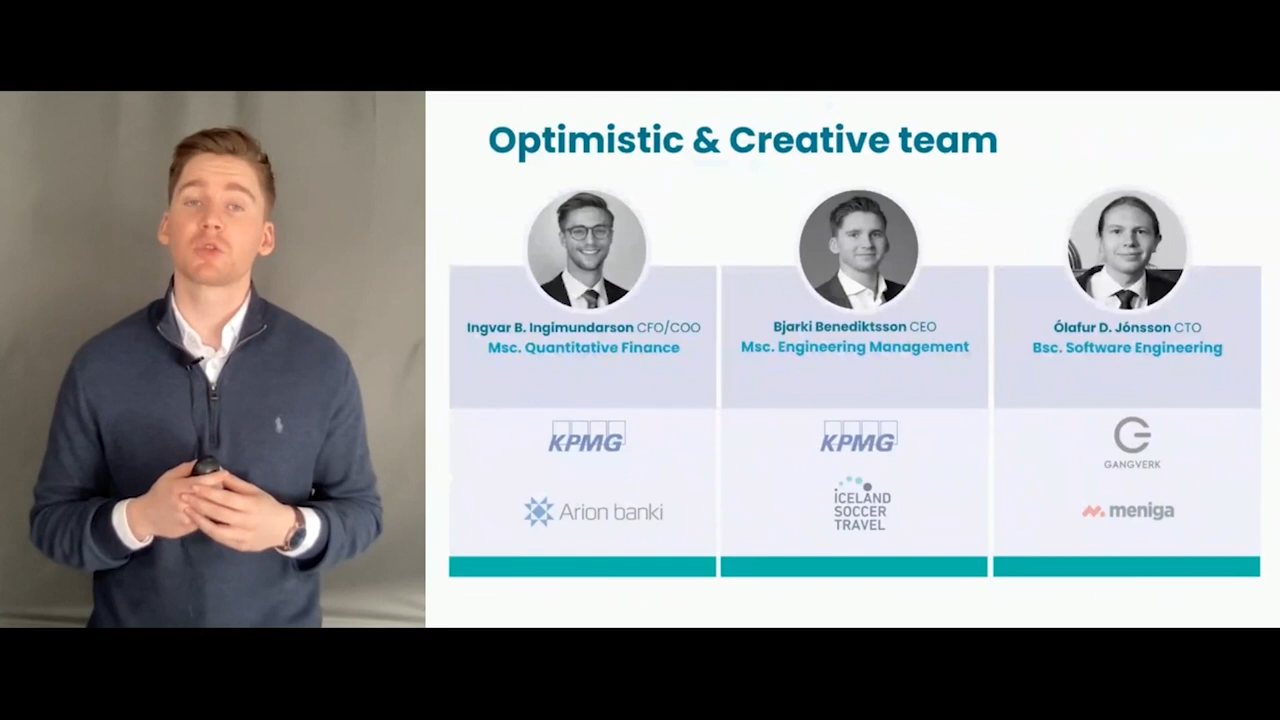 Optimistic & Creative team
Ingvar B. Ingimundarson CFO/COO
Msc. Quantitative Finance
KPMG
Arion banki
Bjarki Benediktsson CEO
Msc. Engineering Management
KPMG
ICELAND
SOCCER
TRAVEL
Ólafur D. Jónsson CTO
Bsc. Software Engineering
GANGVERK
meniga